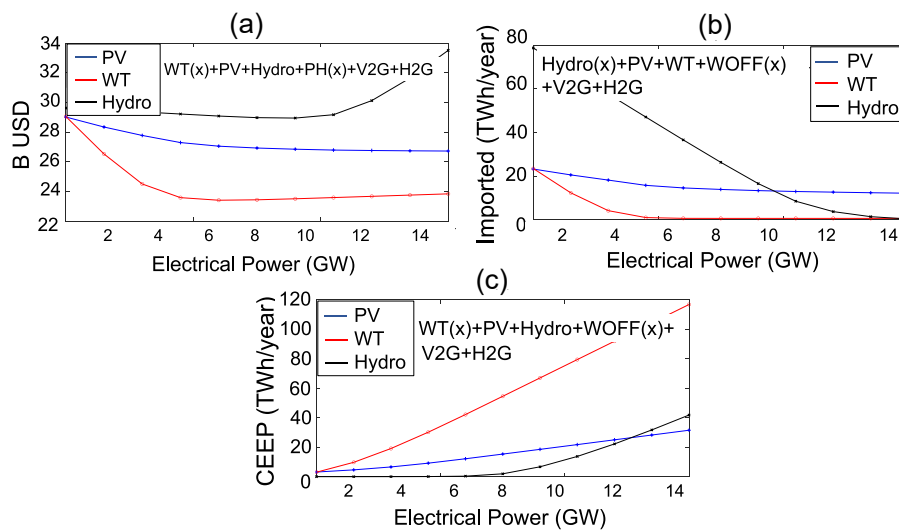 (a)
34
32
30
28
26
24
22
B USD
PV
WT
Hydro
WT(x)+PV+Hydro+PH(x)+V2G+H2G
2 4 6 8 10 12 14
Electrical Power (GW)
(b)
80
60
40
20
0
Imported (TWh/year)
Hydro(x)+PV+WT+WOFF(x)
+V2G+H2G
PV
WT
Hydro
2 4 6 8 10 12 14
Electrical Power (GW)
(c)
120
100
80
60
40
20
0
CEEP (TWh/year)
PV
WT
Hydro
WT(x)+PV+Hydro+WOFF(x)+
V2G+H2G
2 4 6 8 10 12 14
Electrical Power (GW)